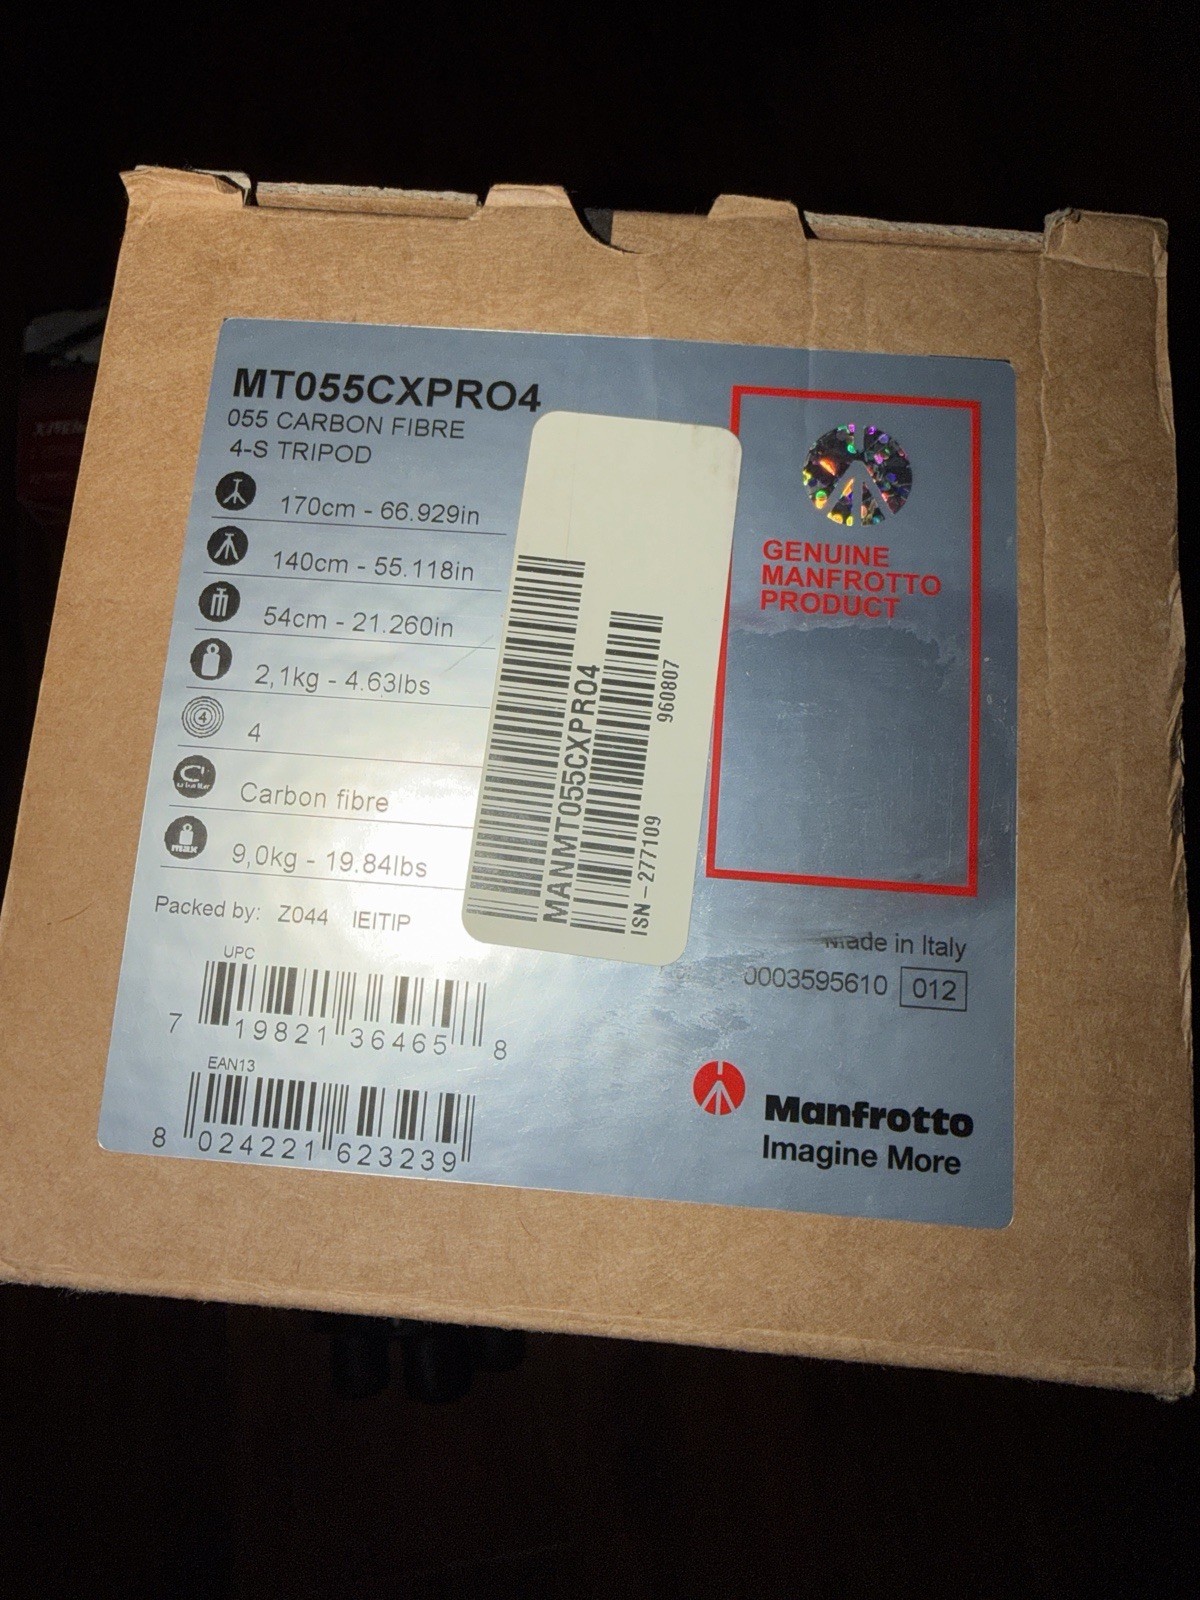 MT055CXPRO4
055 CARBON FIBRE
4-S TRIPOD
170cm - 66.929in
140cm - 55.118in
54cm - 21.260in
2,1kg - 4.63lbs
4
4
Carbon fibre
max
9,0kg - 19.84lbs
Packed by: Z044 IEITIP
UPC
7 19821 36465 8
EAN13
8 024221 623239
MANMT055CXPRO4
ISN-277109 960807
GENUINE
MANFROTTO
PRODUCT
Made in Italy
0003595610 012
Manfrotto
Imagine More